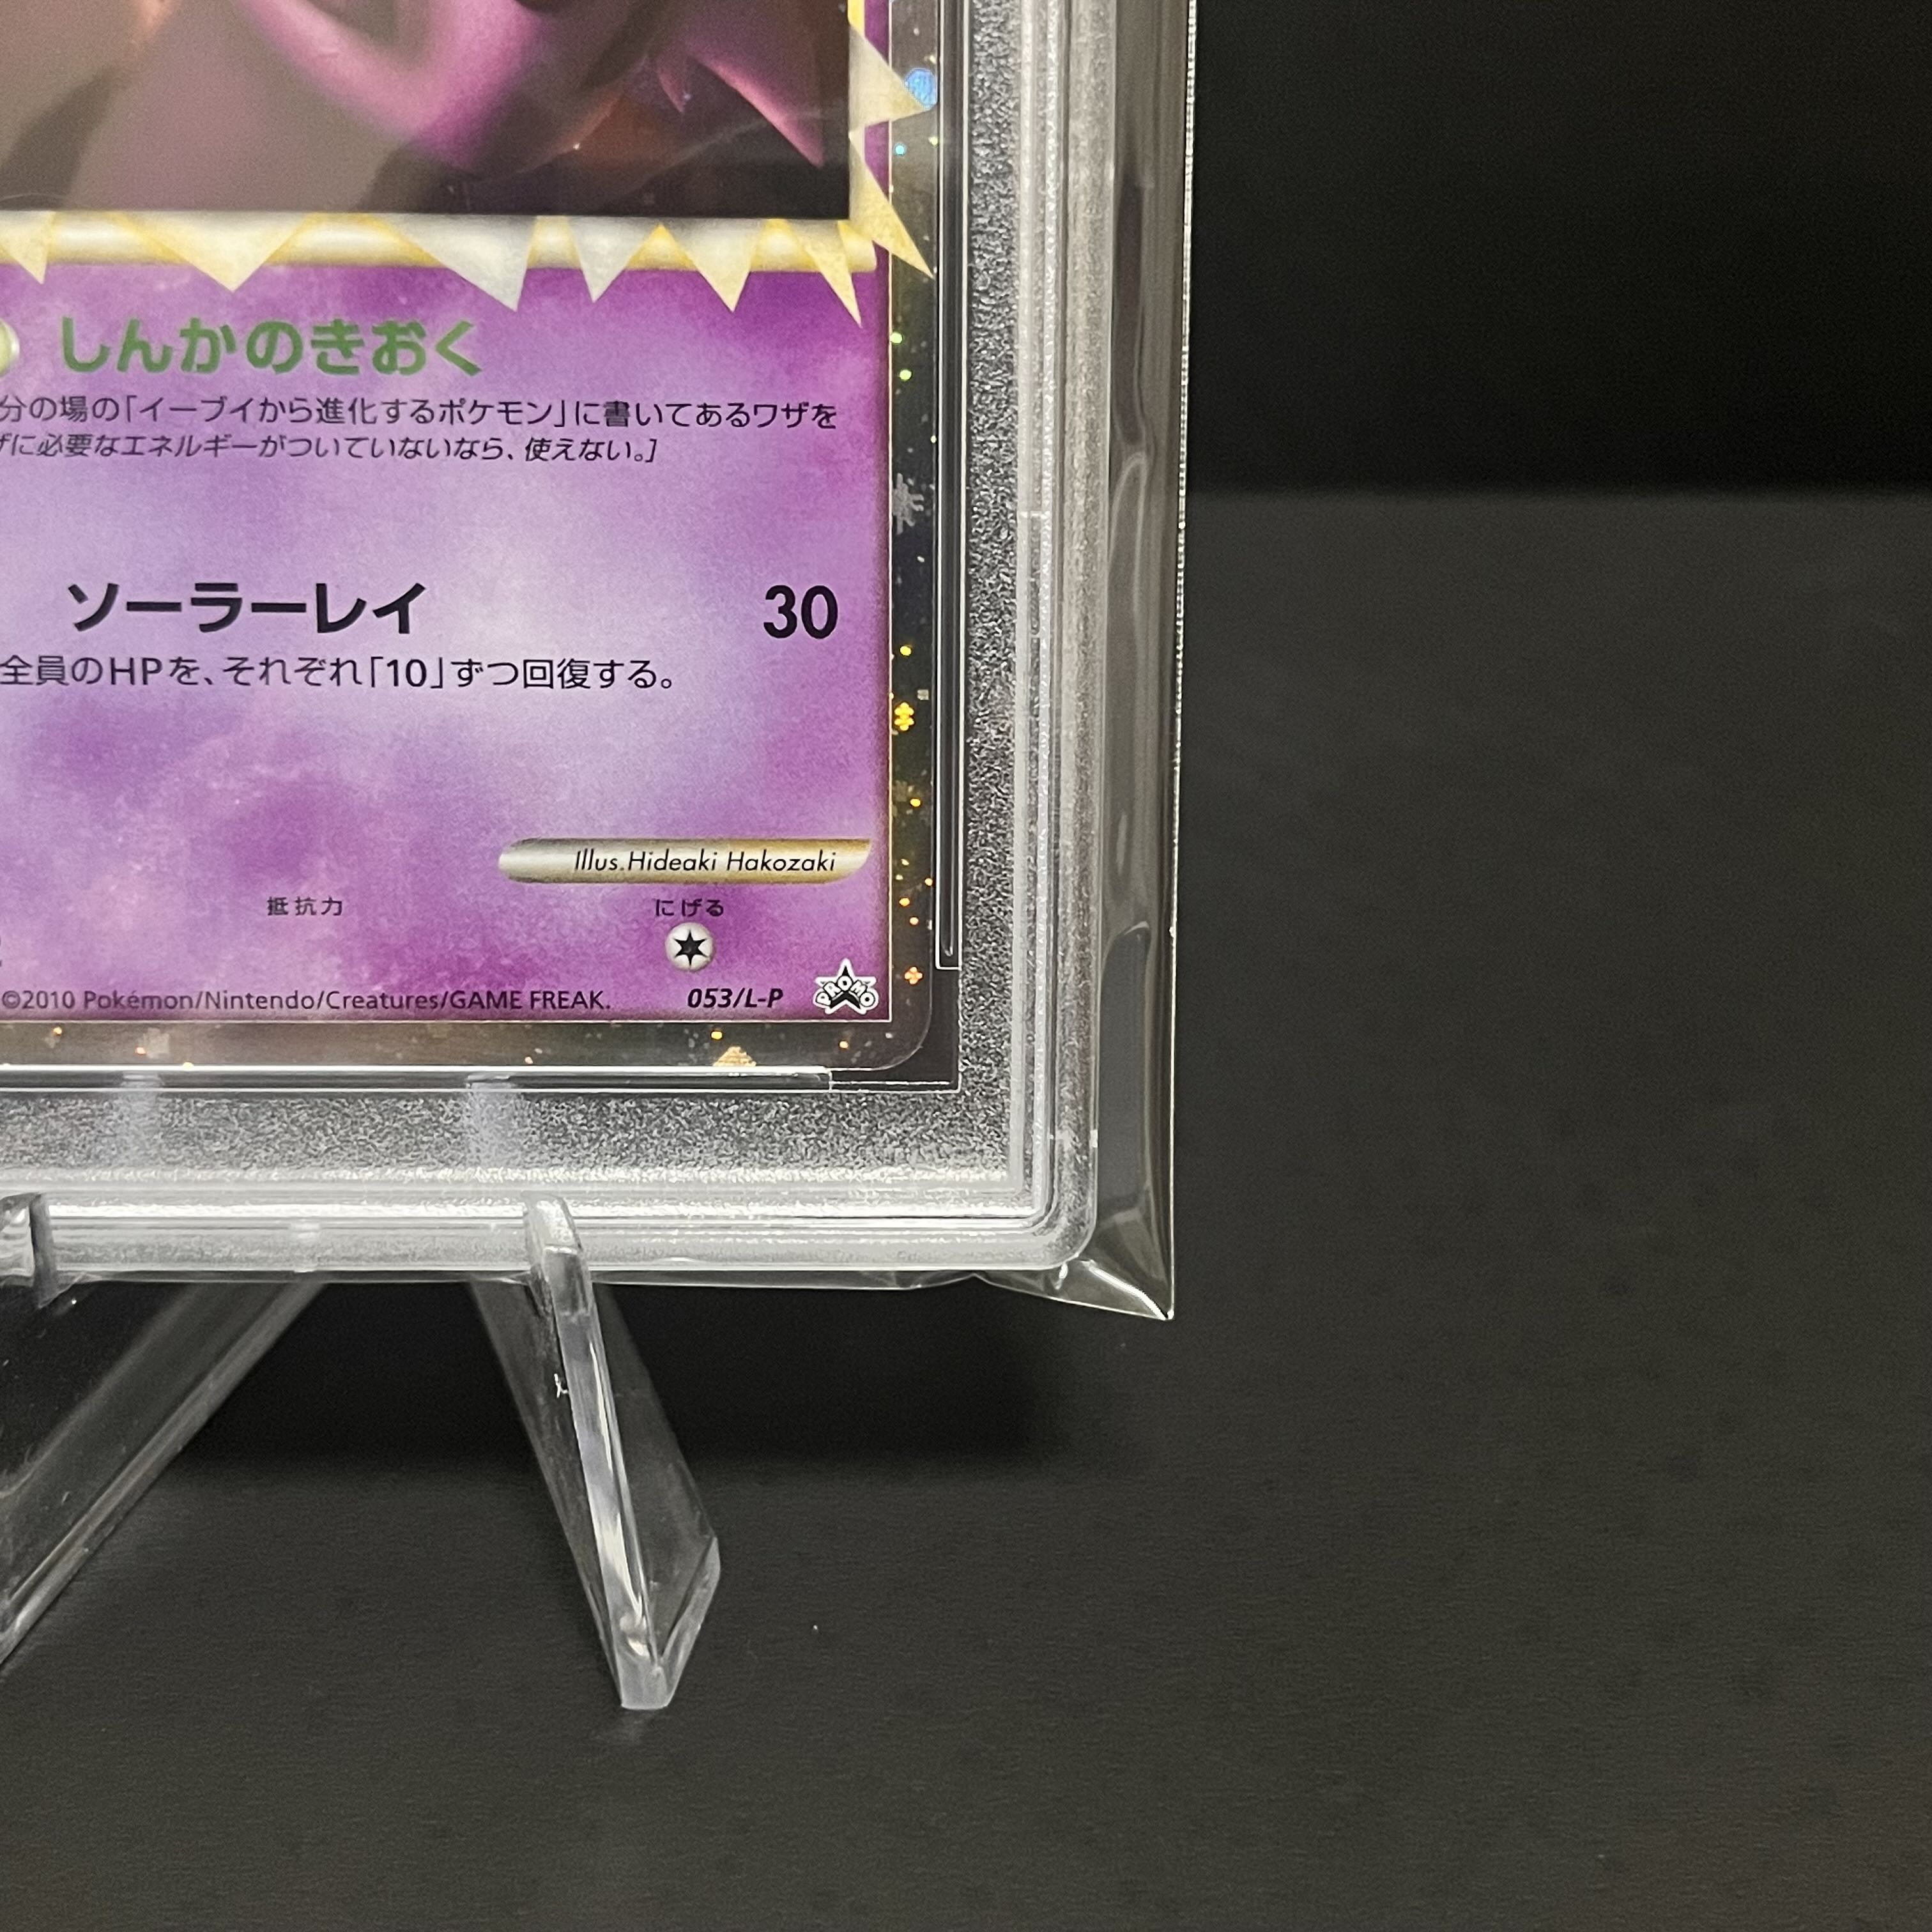 しんかのきおく
分の場の「イーブイから進化するポケモン」に書いてあるワザを
ザに必要なエネルギーがついていないなら、使えない。]
ソーラーレイ 30
全員のHPを、それぞれ「10」ずつ回復する。
Illus.Hideaki Hakozaki
抵抗力 にげる
©2010 Pokémon/Nintendo/Creatures/GAME FREAK. 053/L-P PROMO